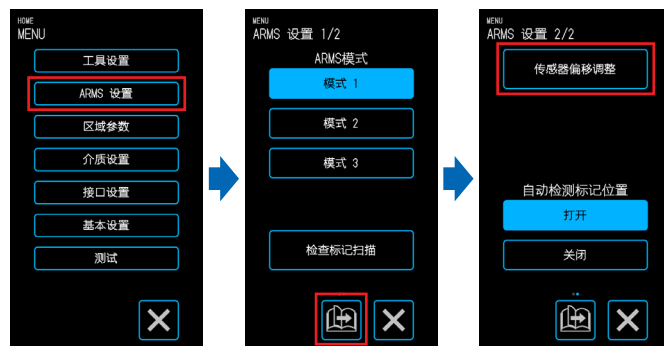 HOME
MENU
工具设置
ARMS 设置
区域参数
介质设置
接口设置
基本设置
测试
MENU
ARMS 设置 1/2
ARMS模式
模式 1
模式 2
模式 3
检查标记扫描
MENU
ARMS 设置 2/2
传感器偏移调整
自动检测标记位置
打开
关闭